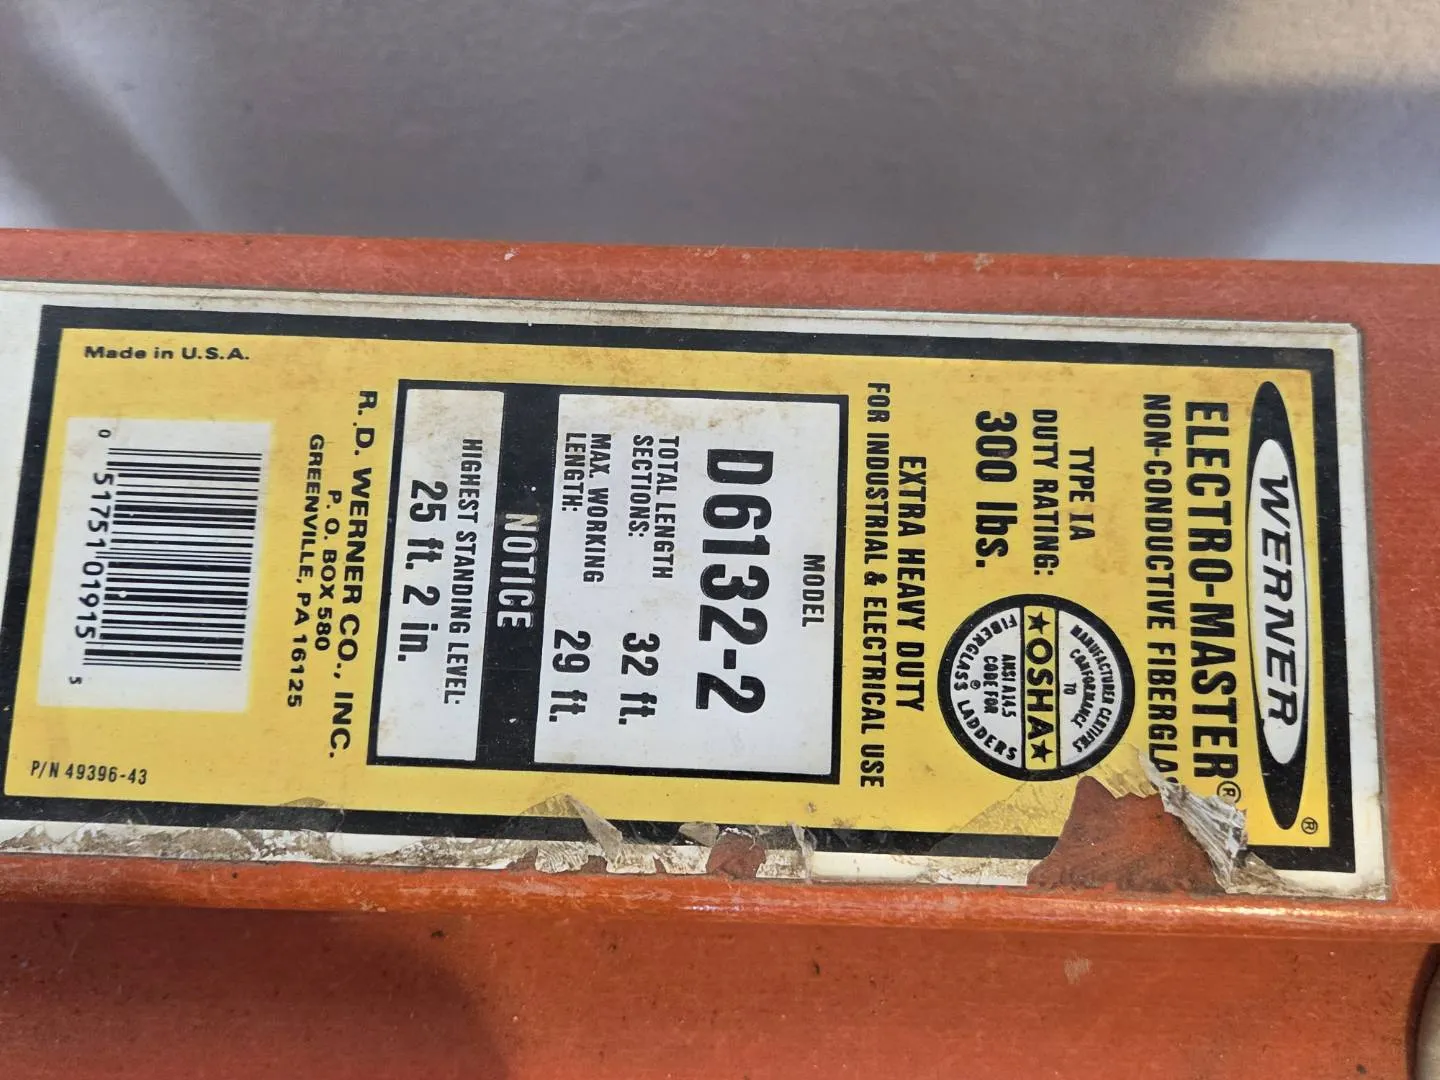 WERNER®
ELECTRO-MASTER®
NON-CONDUCTIVE
TYPE IA
DUTY RATING:
300 lbs.
MANUFACTURER CERTIFIES
CONFORMANCE
TO
★OSHA★
ANSI A14.5
CODE FOR
®
FIBERGLASS LADDERS
EXTRA HEAVY DUTY
FOR INDUSTRIAL & ELECTRICAL USE
MODEL
D6132-2
TOTAL LENGTH
SECTIONS: 32 ft.
MAX. WORKING
LENGTH: 29 ft.
NOTICE
HIGHEST STANDING LEVEL:
25 ft. 2 in.
R. D. WERNER CO., INC.
P. O. BOX 580
GREENVILLE, PA 16125
0 51751 01915 5
Made in U.S.A.
P/N 49396-43